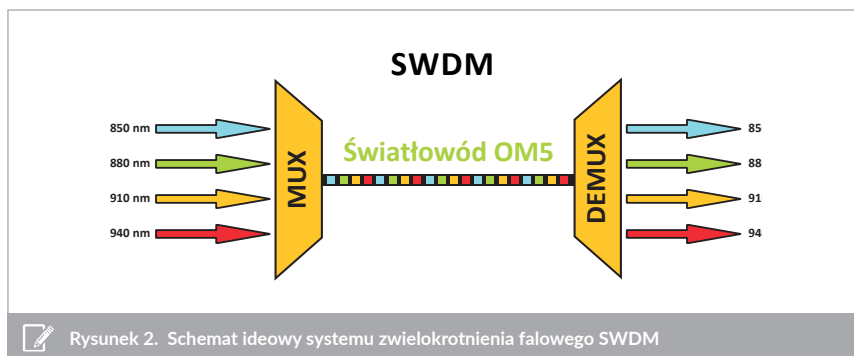 SWDM
850 nm
880 nm
910 nm
940 nm
MUX
Światłowód OM5
DEMUX
85
88
91
94
Rysunek 2. Schemat ideowy systemu zwielokrotnienia falowego SWDM